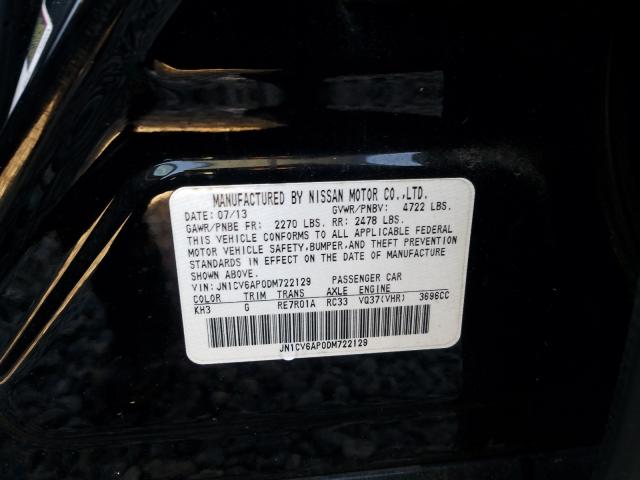 MANUFACTURED BY NISSAN MOTOR CO.,LTD.
DATE: 07/13 GVWR/PNBV: 4722 LBS.
GAWR/PNBE FR: 2270 LBS. RR: 2478 LBS.
THIS VEHICLE CONFORMS TO ALL APPLICABLE FEDERAL
MOTOR VEHICLE SAFETY,BUMPER,AND THEFT PREVENTION
STANDARDS IN EFFECT ON THE DATE OF MANUFACTURE
SHOWN ABOVE.
VIN: JN1CV6AP0DM722129 PASSENGER CAR
COLOR TRIM TRANS AXLE ENGINE
KH3 G RE7R01A RC33 VQ37(VHR) 3696CC
JN1CV6AP0DM722129